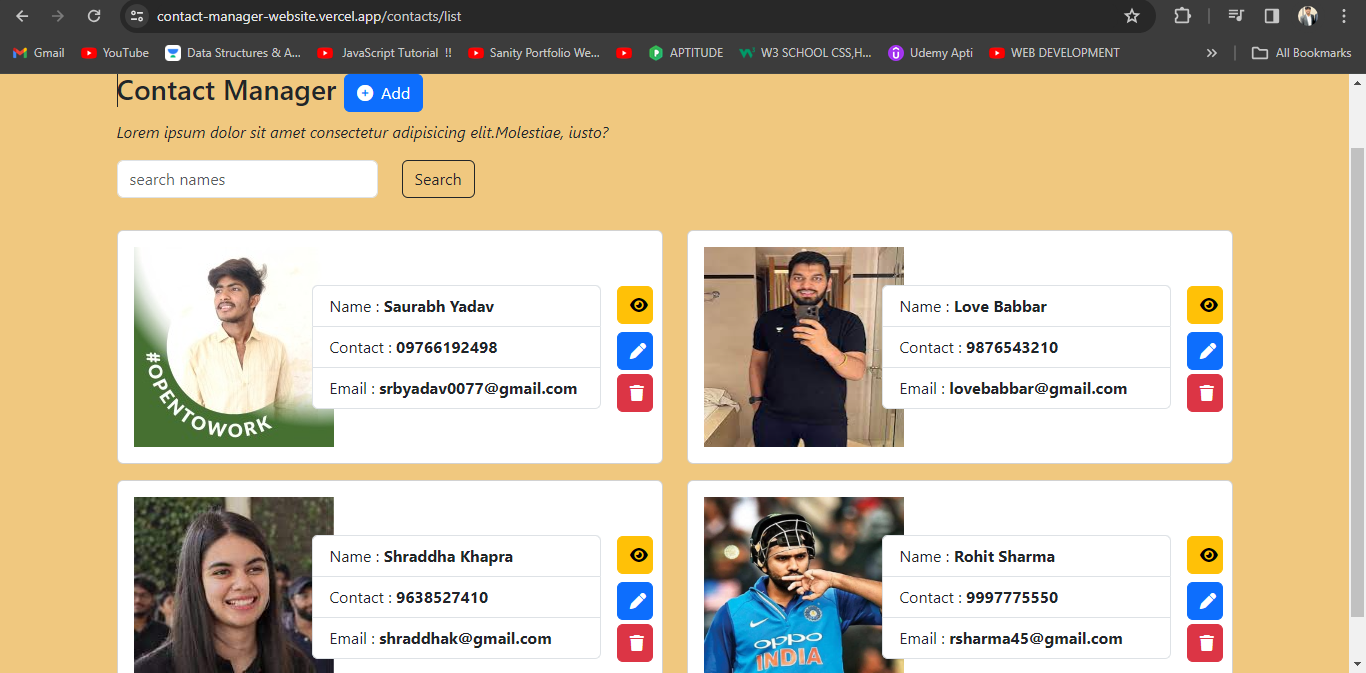 contact-manager-website.vercel.app/contacts/list
Gmail YouTube Data Structures & A... JavaScript Tutorial !! Sanity Portfolio We... APTITUDE W3 SCHOOL CSS,H... Udemy Apti WEB DEVELOPMENT » All Bookmarks
Contact Manager Add
Lorem ipsum dolor sit amet consectetur adipisicing elit.Molestiae, iusto?
search names Search
#OPENTOWORK
Name : Saurabh Yadav
Contact : 09766192498
Email : srbyadav0077@gmail.com
Name : Love Babbar
Contact : 9876543210
Email : lovebabbar@gmail.com
Name : Shraddha Khapra
Contact : 9638527410
Email : shraddhak@gmail.com
oppo
INDIA
Name : Rohit Sharma
Contact : 9997775550
Email : rsharma45@gmail.com